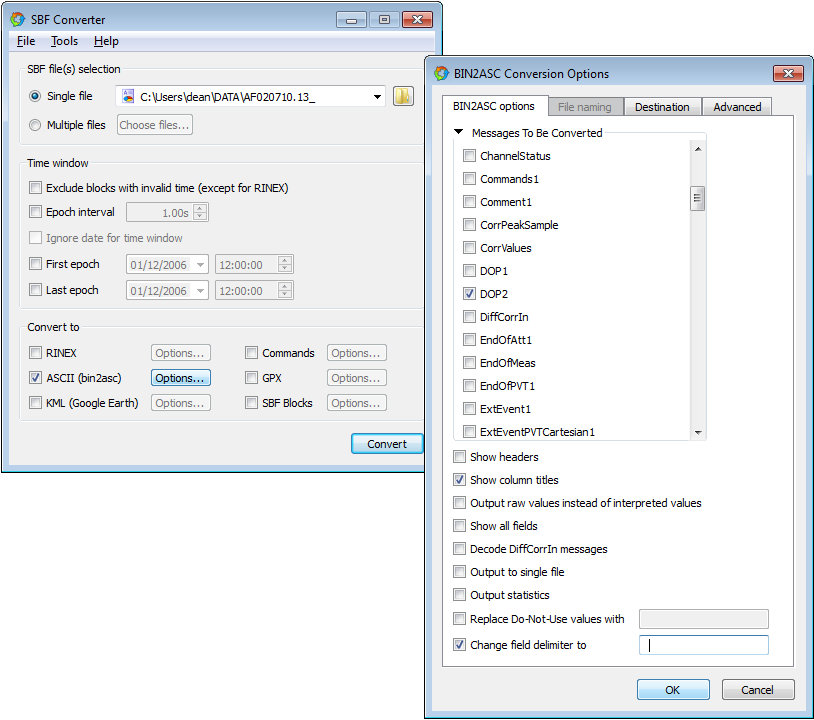 SBF Converter
File Tools Help
SBF file(s) selection
Single file C:\Users\dean\DATA\AF020710.13_
Multiple files Choose files...
Time window
Exclude blocks with invalid time (except for RINEX)
Epoch interval 1.00s
Ignore date for time window
First epoch 01/12/2006 12:00:00
Last epoch 01/12/2006 12:00:00
Convert to
RINEX Options... Commands Options...
ASCII (bin2asc) Options... GPX Options...
KML (Google Earth) Options... SBF Blocks Options...
Convert
BIN2ASC Conversion Options
BIN2ASC options File naming Destination Advanced
Messages To Be Converted
ChannelStatus
Commands1
Comment1
CorrPeakSample
CorrValues
DOP1
DOP2
DiffCorrIn
EndOfAtt1
EndOfMeas
EndOfPVT1
ExtEvent1
ExtEventPVTCartesian1
Show headers
Show column titles
Output raw values instead of interpreted values
Show all fields
Decode DiffCorrIn messages
Output to single file
Output statistics
Replace Do-Not-Use values with
Change field delimiter to
OK Cancel